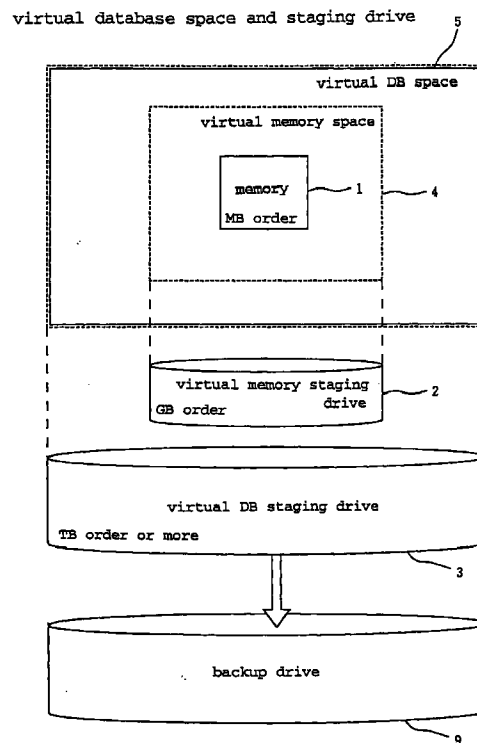 virtual database space and staging drive
5
virtual DB space
virtual memory space
memory
1
4
MB order
virtual memory staging
drive
2
GB order
virtual DB staging drive
TB order or more
3
backup drive
9